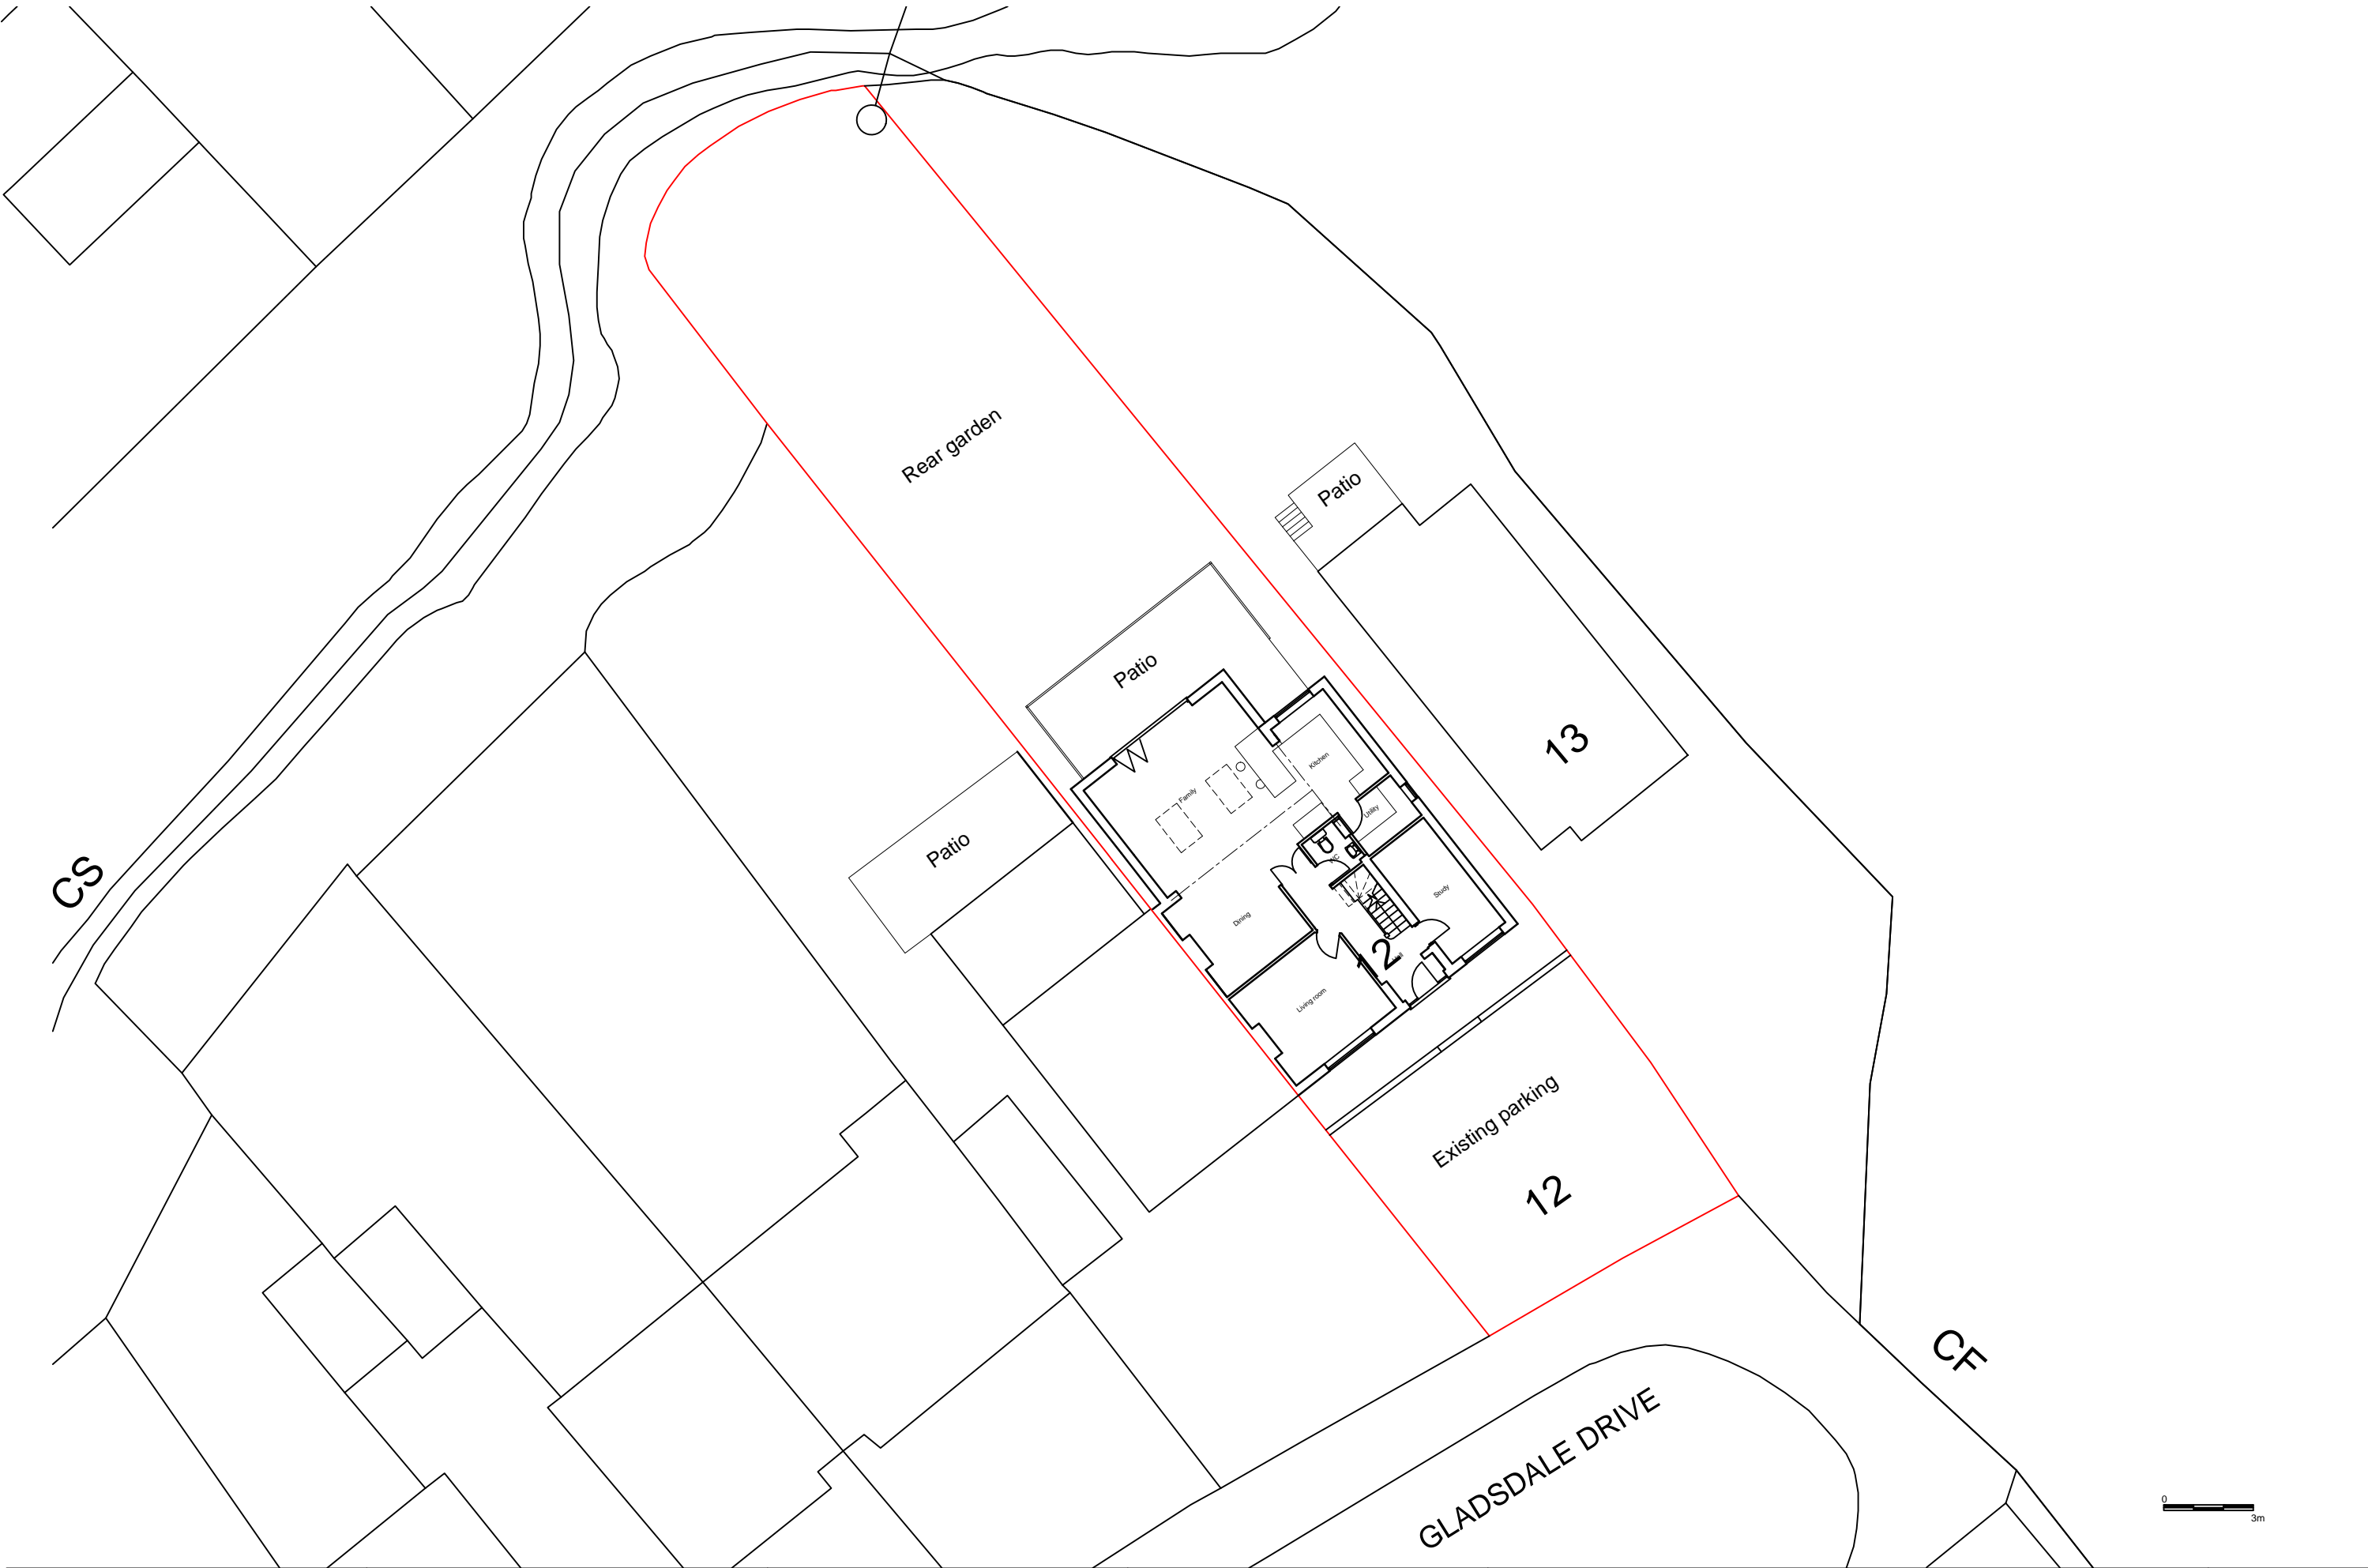 Rear garden
Patio
Patio
Patio
13
Kitchen
Family
Utility
WC
Study
Dining
12
Living room
CS
Existing parking
12
CF
GLADSDALE DRIVE
0
3m